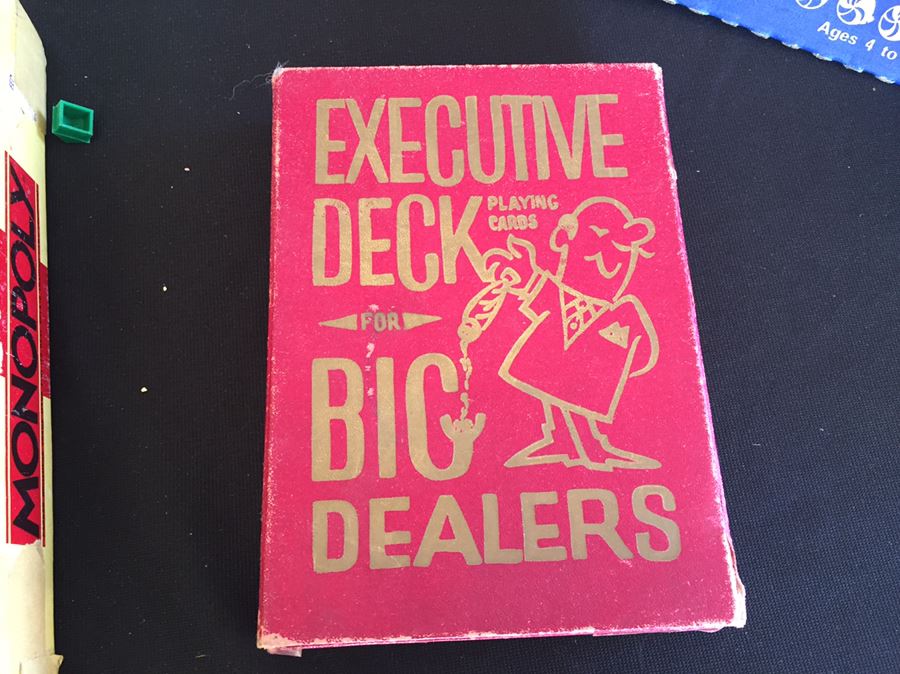 EXECUTIVE
DECK
PLAYING
CARDS
FOR
BIG
DEALERS
MONOPOLY
Ages 4 to